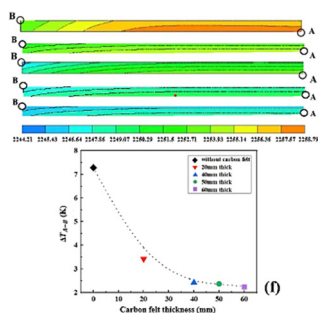 B
A
B
A
B
A
B
A
B
A
2244.21 2245.43 2246.64 2247.86 2249.07 2250.29 2251.5 2252.71 2253.93 2255.14 2256.36 2257.57 2258.79
without carbon felt
20mm thick
40mm thick
50mm thick
60mm thick
ΔT_A-B (K)
8
7
6
5
4
3
2
0 10 20 30 40 50 60
Carbon felt thickness (mm)
(f)